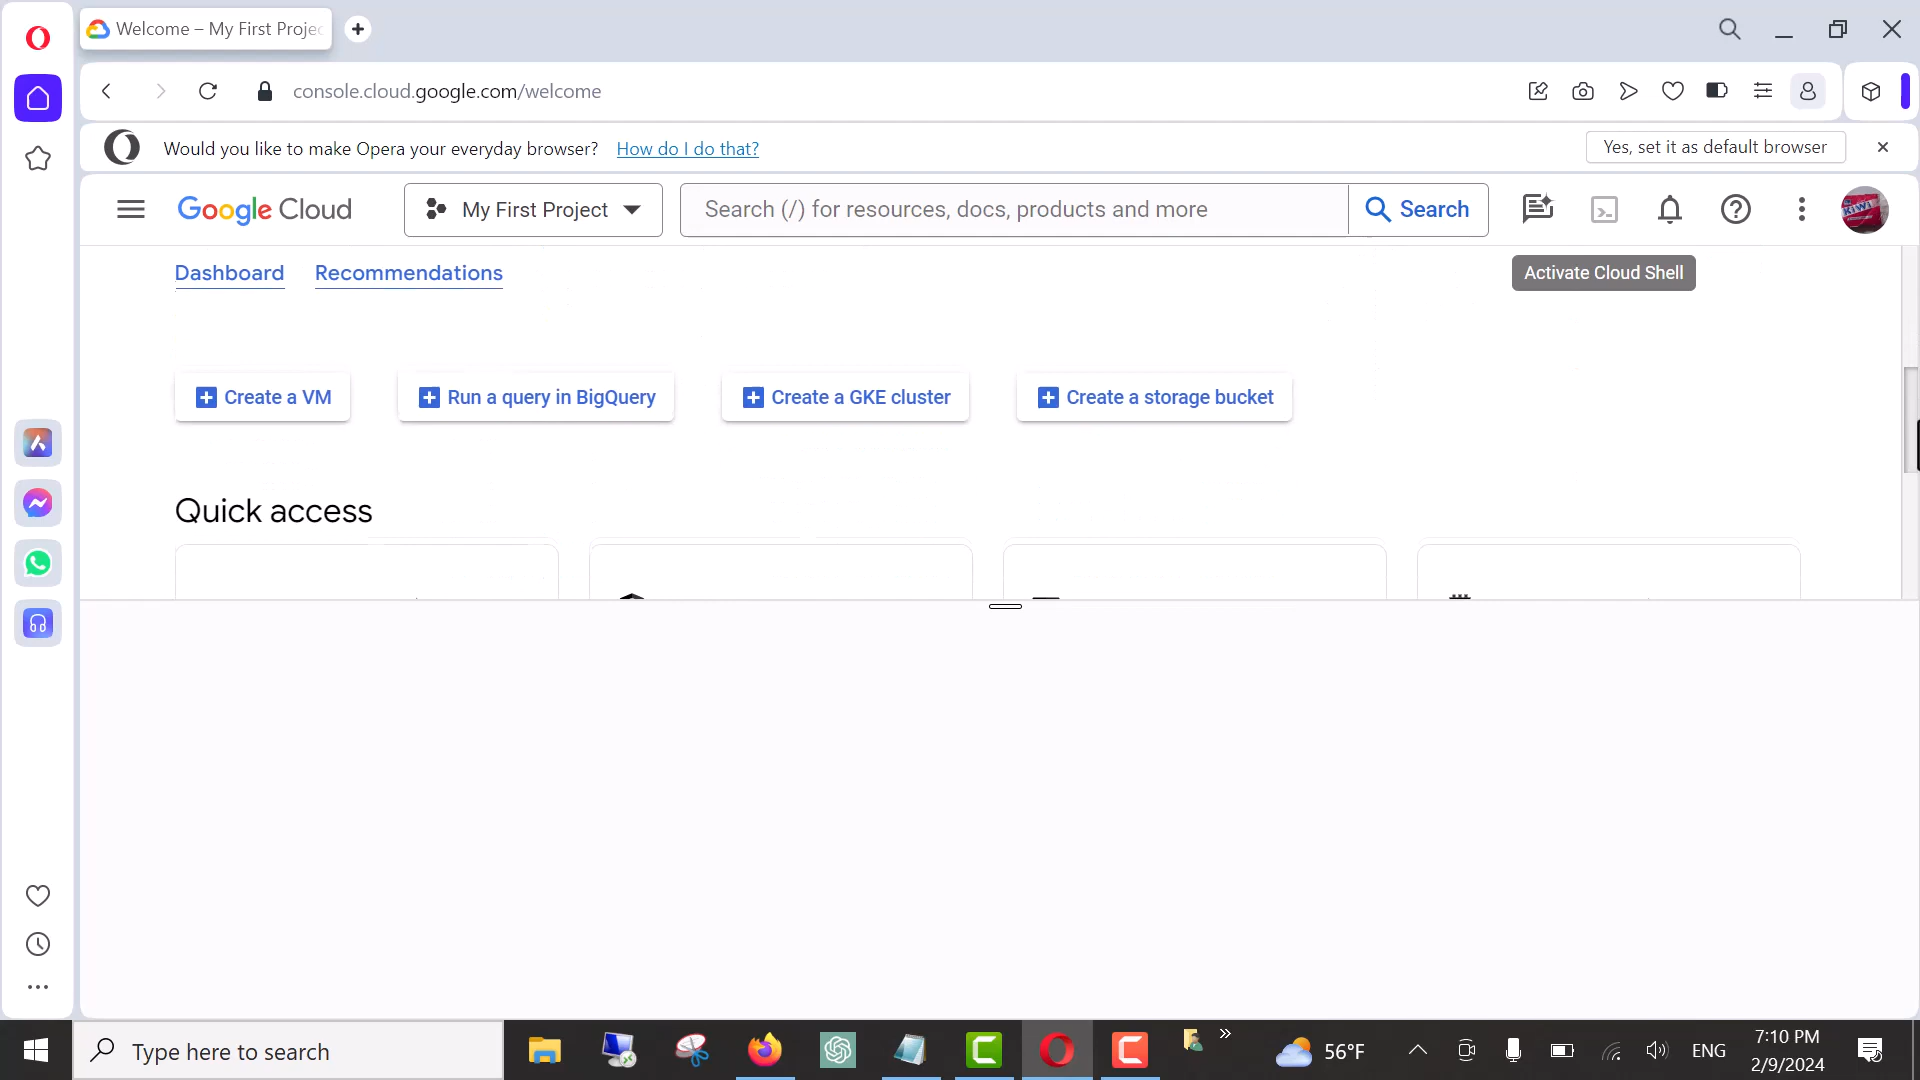 Welcome – My First Projec
console.cloud.google.com/welcome
Would you like to make Opera your everyday browser? How do I do that?
Yes, set it as default browser
Google Cloud
My First Project
Search (/) for resources, docs, products and more
Search
Dashboard
Recommendations
Activate Cloud Shell
Create a VM
Run a query in BigQuery
Create a GKE cluster
Create a storage bucket
Quick access
Type here to search
56°F
ENG
7:10 PM
2/9/2024